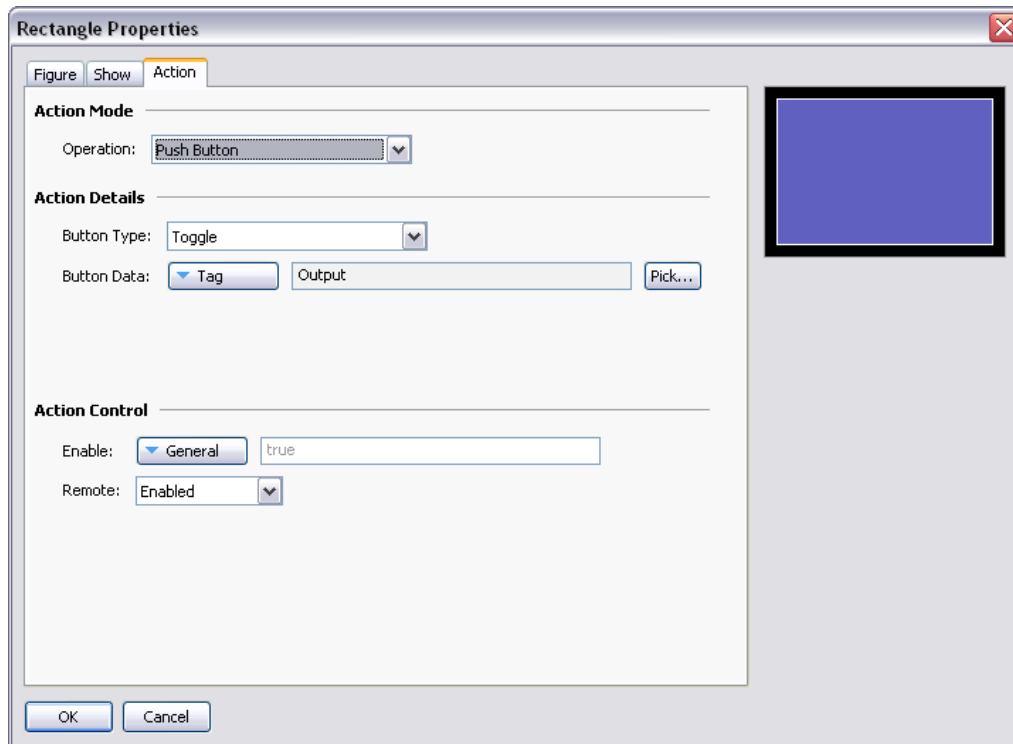 Rectangle Properties
Figure Show Action
Action Mode
Operation: Push Button
Action Details
Button Type: Toggle
Button Data: Tag Output Pick...
Action Control
Enable: General true
Remote: Enabled
OK Cancel